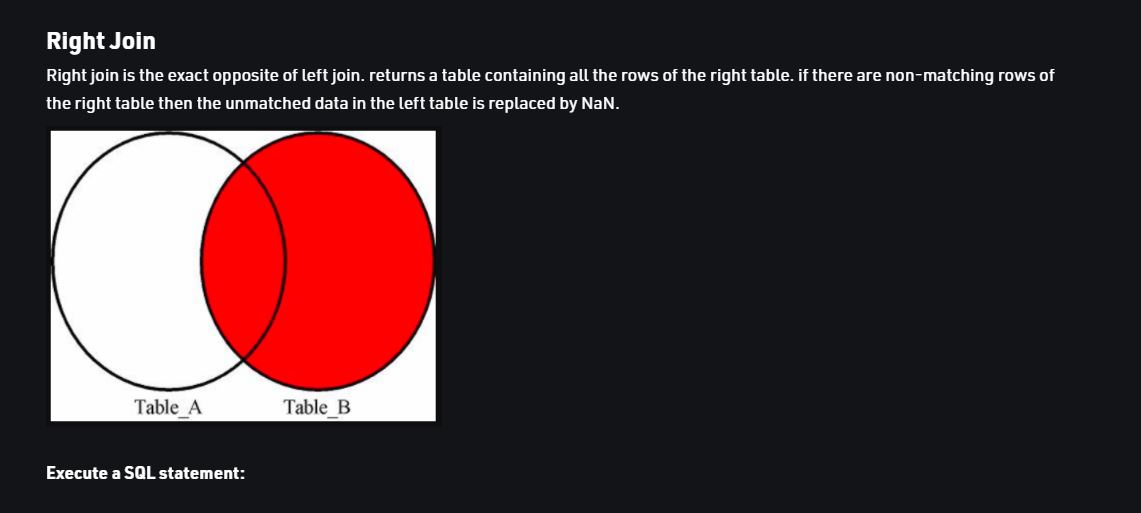 Right Join
Right join is the exact opposite of left join. returns a table containing all the rows of the right table. if there are non-matching rows of
the right table then the unmatched data in the left table is replaced by NaN.
Table_A
Table_B
Execute a SQL statement: